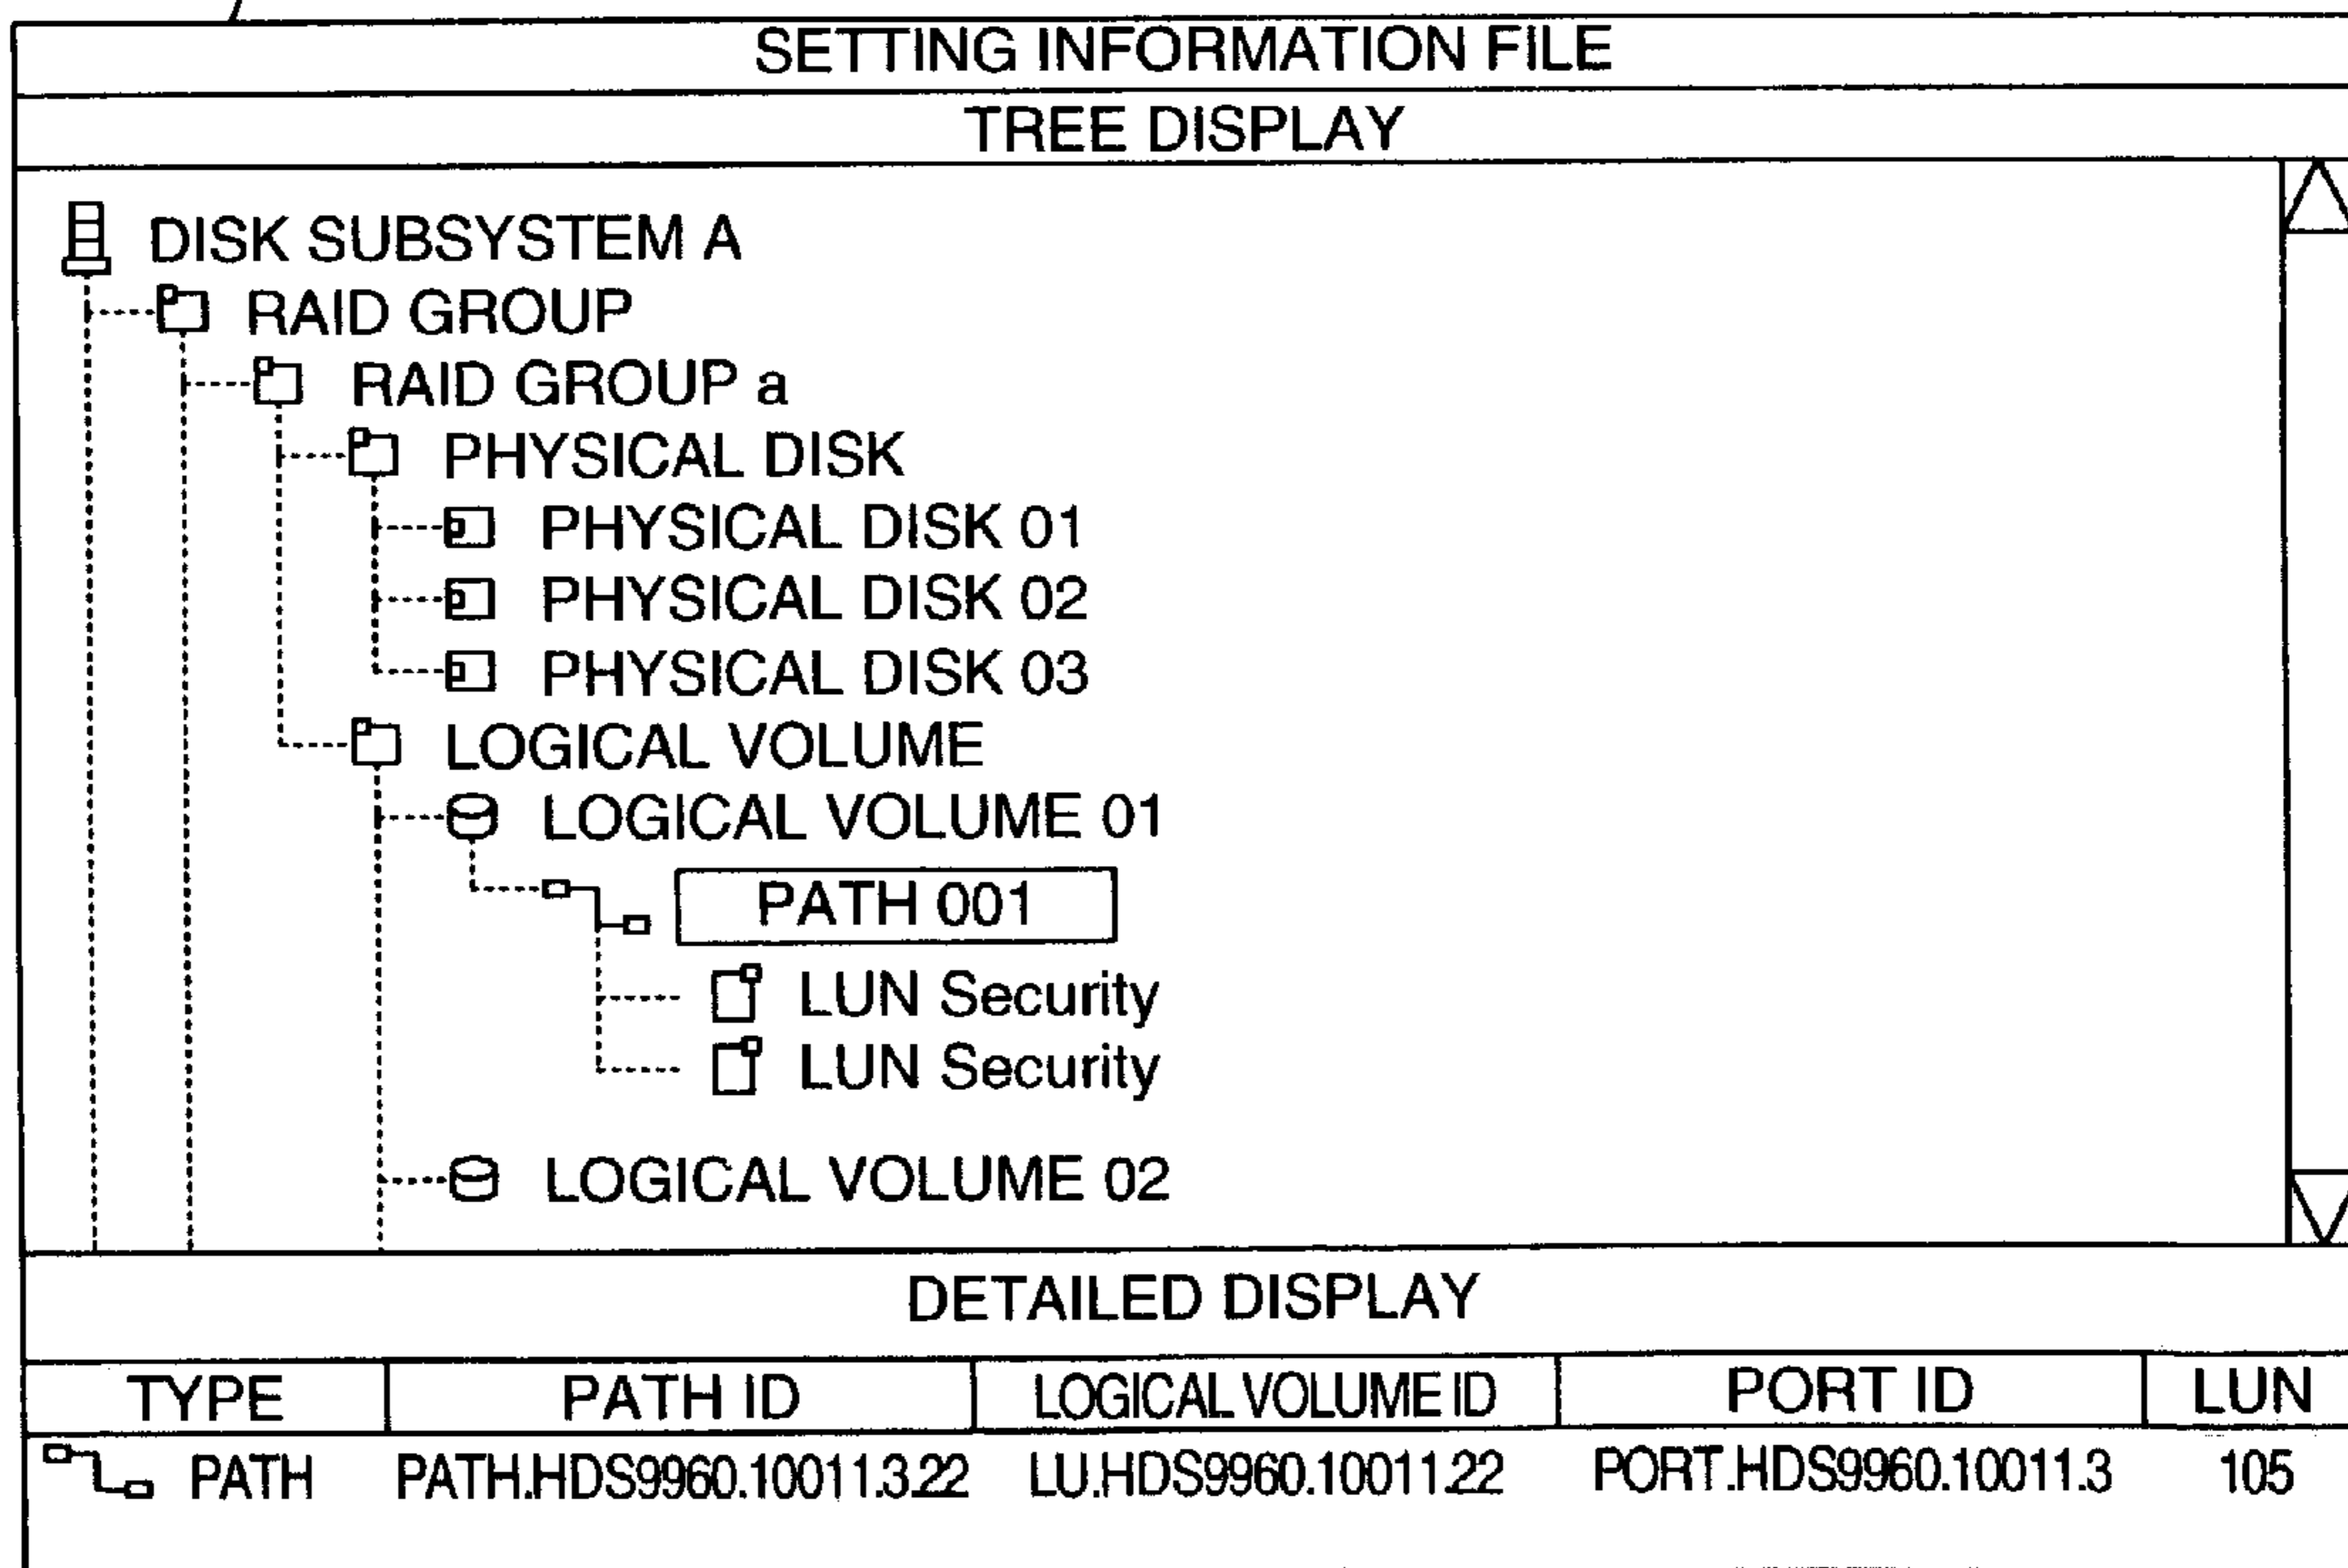 SETTING INFORMATION FILE
TREE DISPLAY
DISK SUBSYSTEM A
RAID GROUP
RAID GROUP a
PHYSICAL DISK
PHYSICAL DISK 01
PHYSICAL DISK 02
PHYSICAL DISK 03
LOGICAL VOLUME
LOGICAL VOLUME 01
PATH 001
LUN Security
LUN Security
LOGICAL VOLUME 02
DETAILED DISPLAY
TYPE PATH ID LOGICAL VOLUME ID PORT ID LUN
PATH PATH.HDS9960.10011.3.22 LU.HDS9960.10011.22 PORT.HDS9960.10011.3 105